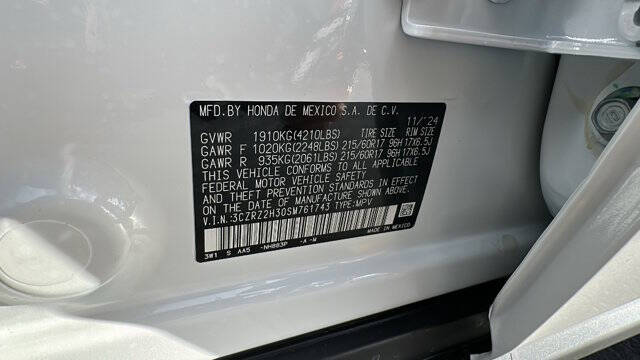 MFD.BY HONDA DE MEXICO S.A. DE C.V.
11/'24
GVWR 1910KG(4210LBS) TIRE SIZE RIM SIZE
GAWR F 1020KG(2248LBS) 215/60R17 96H 17X6.5J
GAWR R 935KG(2061LBS) 215/60R17 96H 17X6.5J
THIS VEHICLE CONFORMS TO ALL APPLICABLE
FEDERAL MOTOR VEHICLE SAFETY
AND THEFT PREVENTION STANDARDS IN EFFECT
ON THE DATE OF MANUFACTURE SHOWN ABOVE.
V.I.N.:3CZRZ2H30SM761743 TYPE:MPV
3W1 S AA5 -NH883P -A -M MADE IN MEXICO